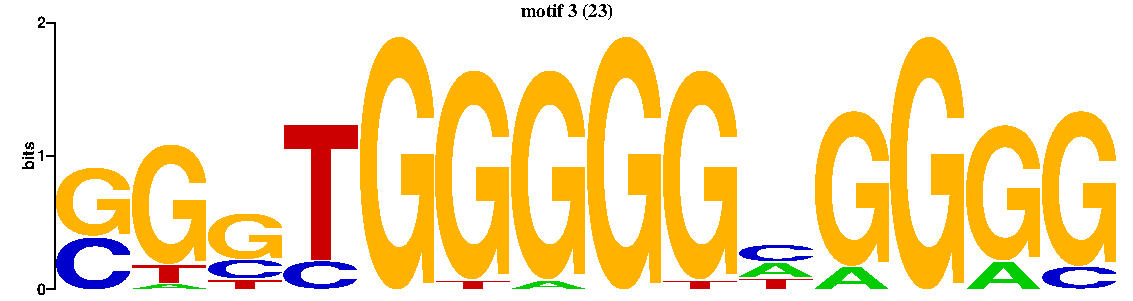 motif 3 (23)
2
bits
1
0
G G G T G G G G G C G G G G
C T C C T A T A A A C
A T T